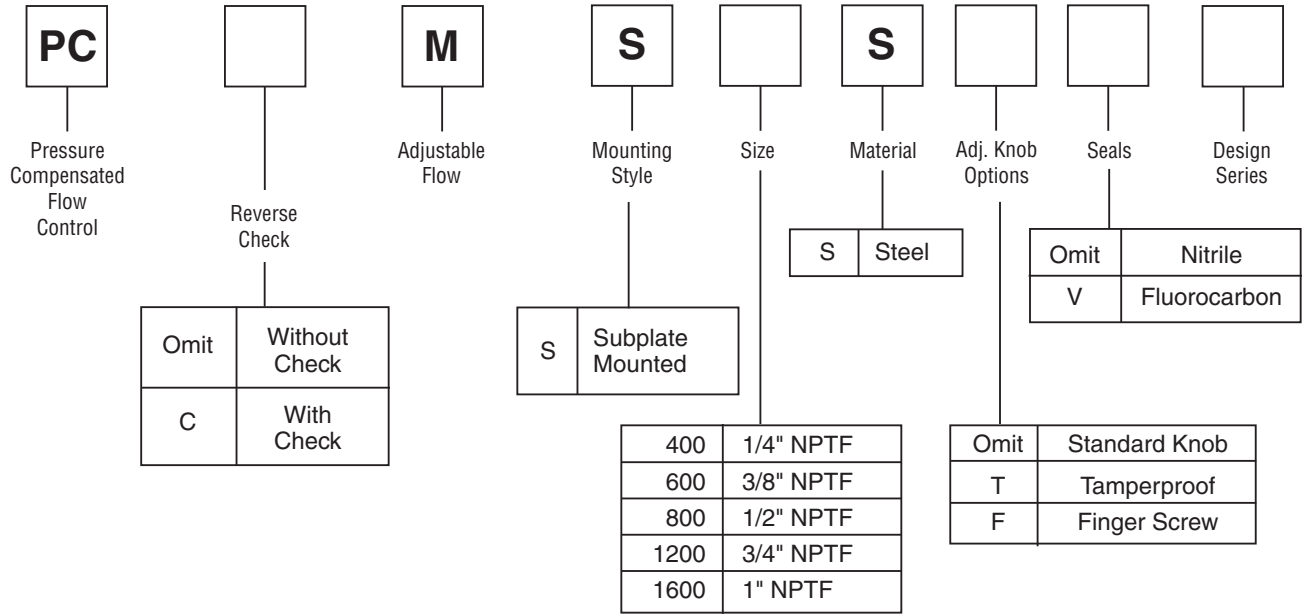 PC
M
S
S
Pressure
Compensated
Flow
Control
Reverse
Check
Adjustable
Flow
Mounting
Style
Size
Material
Adj. Knob
Options
Seals
Design
Series
Omit Without
Check
C With
Check
S Subplate
Mounted
400 1/4" NPTF
600 3/8" NPTF
800 1/2" NPTF
1200 3/4" NPTF
1600 1" NPTF
S Steel
Omit Standard Knob
T Tamperproof
F Finger Screw
Omit Nitrile
V Fluorocarbon